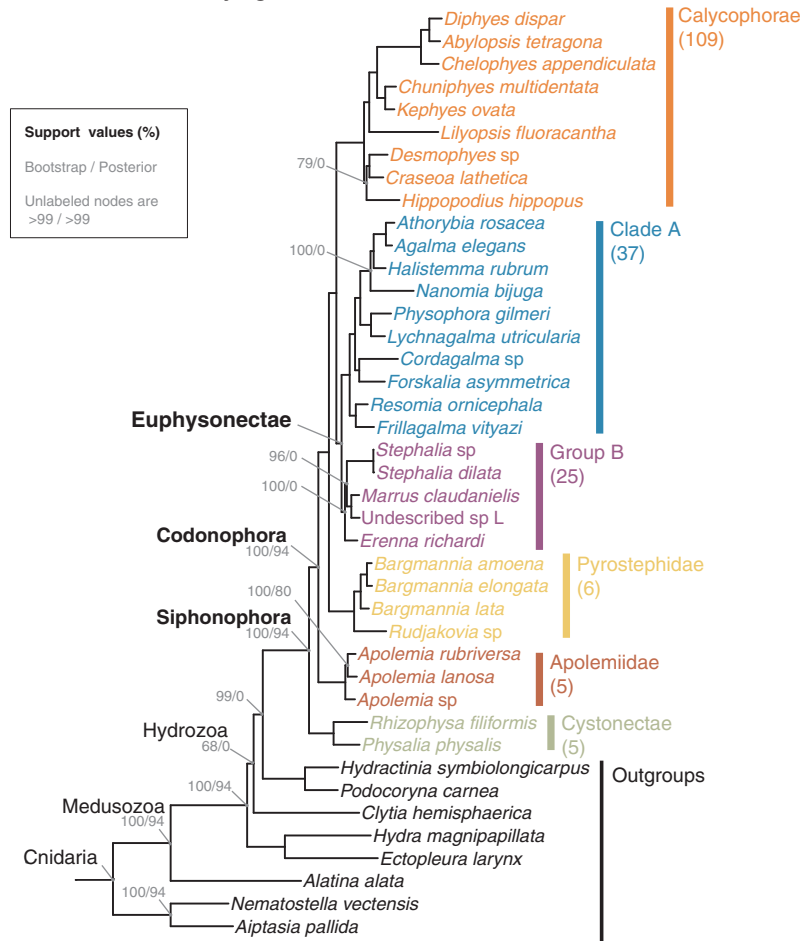 Diphyes dispar
Abylopsis tetragona
Chelophyes appendiculata
Chuniphyes multidentata
Kephyes ovata
Lilyopsis fluoracantha
Desmophyes sp
Craseoa lathetica
Hippopodius hippopus
Calycophorae
(109)
Support values (%)
Bootstrap / Posterior
Unlabeled nodes are
>99 / >99
79/0
Athorybia rosacea
Agalma elegans
Halistemma rubrum
Nanomia bijuga
Physophora gilmeri
Lychnagalma utricularia
Cordagalma sp
Forskalia asymmetrica
Resomia ornicephala
Frillagalma vityazi
Clade A
(37)
100/0
Euphysonectae
96/0
100/0
Stephalia sp
Stephalia dilata
Marrus claudanielis
Undescribed sp L
Erenna richardi
Group B
(25)
Codonophora
100/94
Bargmannia amoena
Bargmannia elongata
Bargmannia lata
Rudjakovia sp
Pyrostephidae
(6)
100/80
Siphonophora
100/94
Apolemia rubriversa
Apolemia lanosa
Apolemia sp
Apolemiidae
(5)
99/0
Rhizophysa filiformis
Physalia physalis
Cystonectae
(5)
Hydrozoa
68/0
Hydractinia symbiolongicarpus
Podocoryna carnea
Clytia hemisphaerica
Hydra magnipapillata
Ectopleura larynx
Alatina alata
Nematostella vectensis
Aiptasia pallida
Outgroups
100/94
Medusozoa
100/94
Cnidaria
100/94